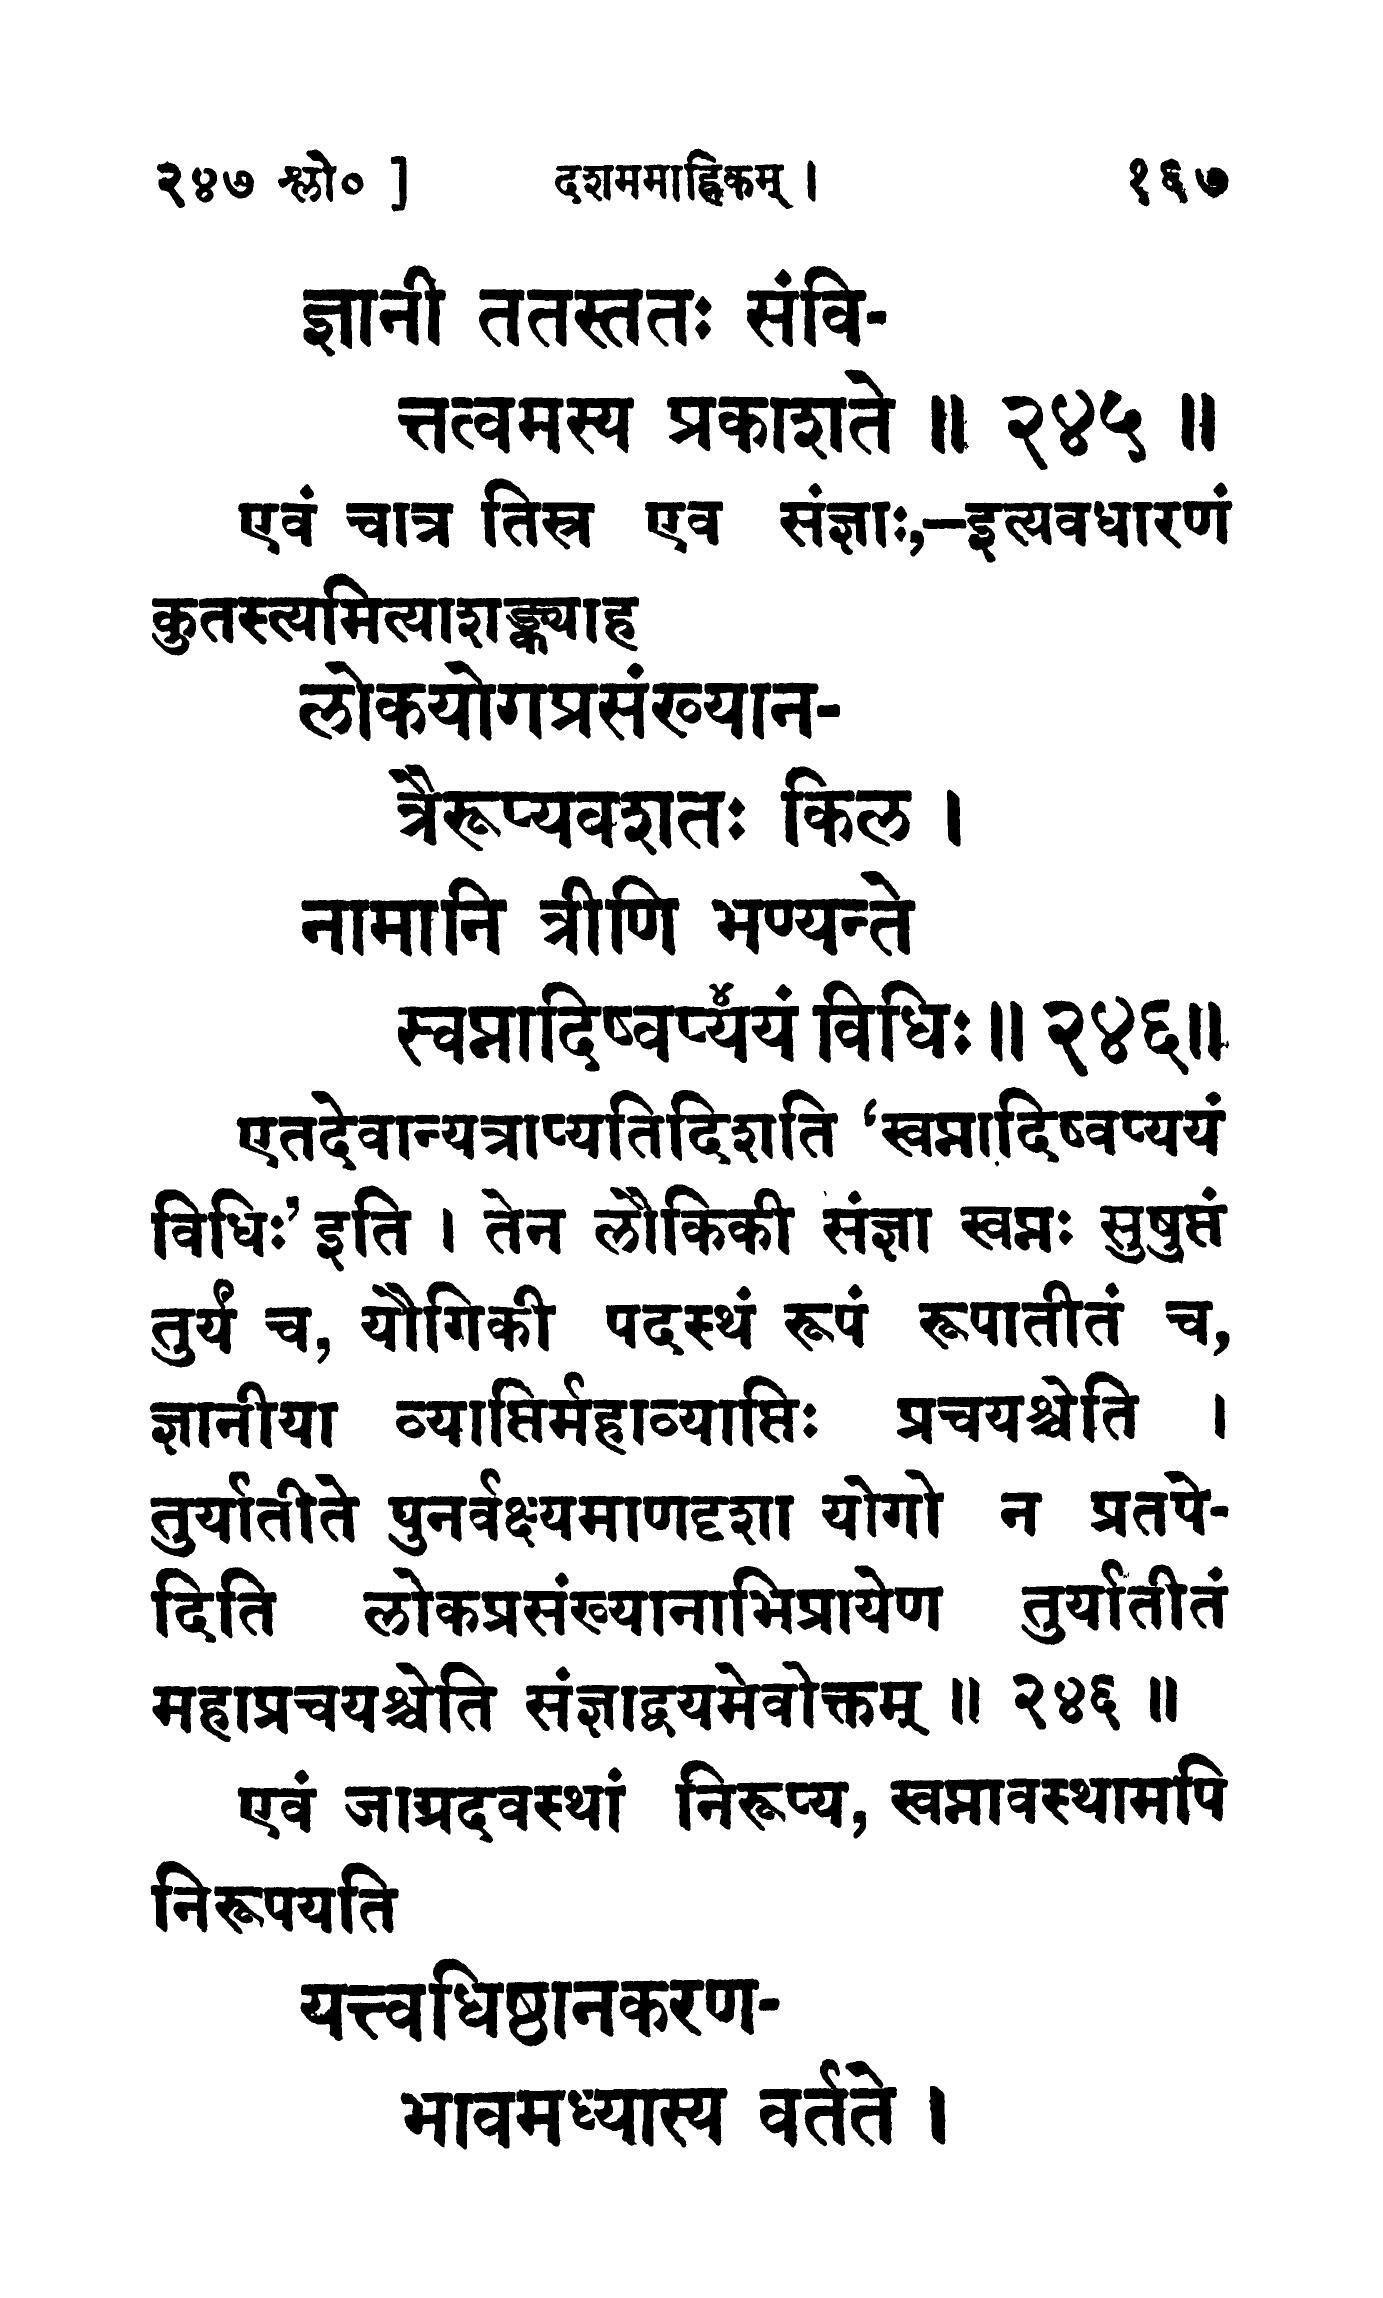 २४७ श्लो० ] दशममाह्निकम् । १६७
ज्ञानी ततस्ततः संवि-
त्तत्वमस्य प्रकाशते ॥ २४५ ॥
एवं चात्र तिस्र एव संज्ञाः,—इत्यवधारणं
कुतस्त्यमित्याशङ्क्याह
लोकयोगप्रसंख्यान-
त्रैरूप्यवशतः किल ।
नामानि त्रीणि भण्यन्ते
स्वप्नादिष्वप्ययं विधिः॥ २४६॥
एतदेवान्यत्राप्यतिदिशति ‘स्वप्नादिष्वप्ययं
विधिः’ इति । तेन लौकिकी संज्ञा स्वप्नः सुषुप्तं
तुर्यं च, यौगिकी पदस्थं रूपं रूपातीतं च,
ज्ञानीया व्याप्तिर्महाव्याप्तिः प्रचयश्चेति ।
तुर्यातीते पुनर्वक्ष्यमाणदृशा योगो न प्रतपे-
दिति लोकप्रसंख्यानाभिप्रायेण तुर्यातीतं
महाप्रचयश्चेति संज्ञाद्वयमेवोक्तम् ॥ २४६ ॥
एवं जाग्रदवस्थां निरूप्य, स्वप्नावस्थामपि
निरूपयति
यत्त्वधिष्ठानकरण-
भावमध्यास्य वर्तते ।